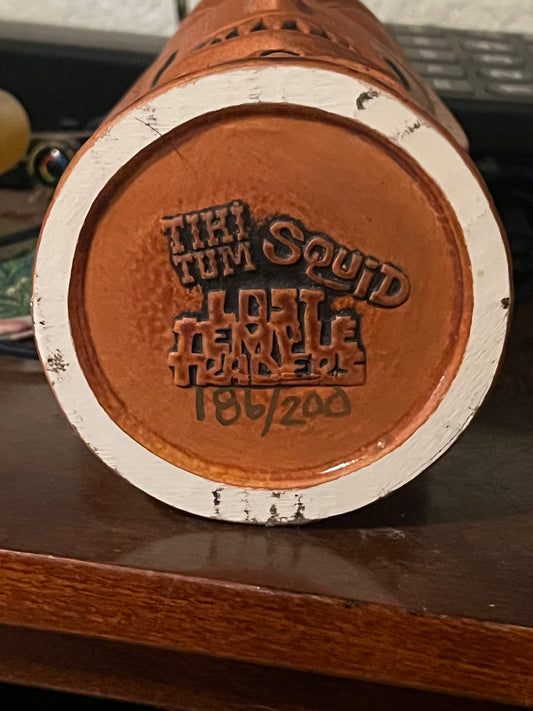 TIKI TUM SQUID
LOST
TEMPLE
TRADERS
186/200